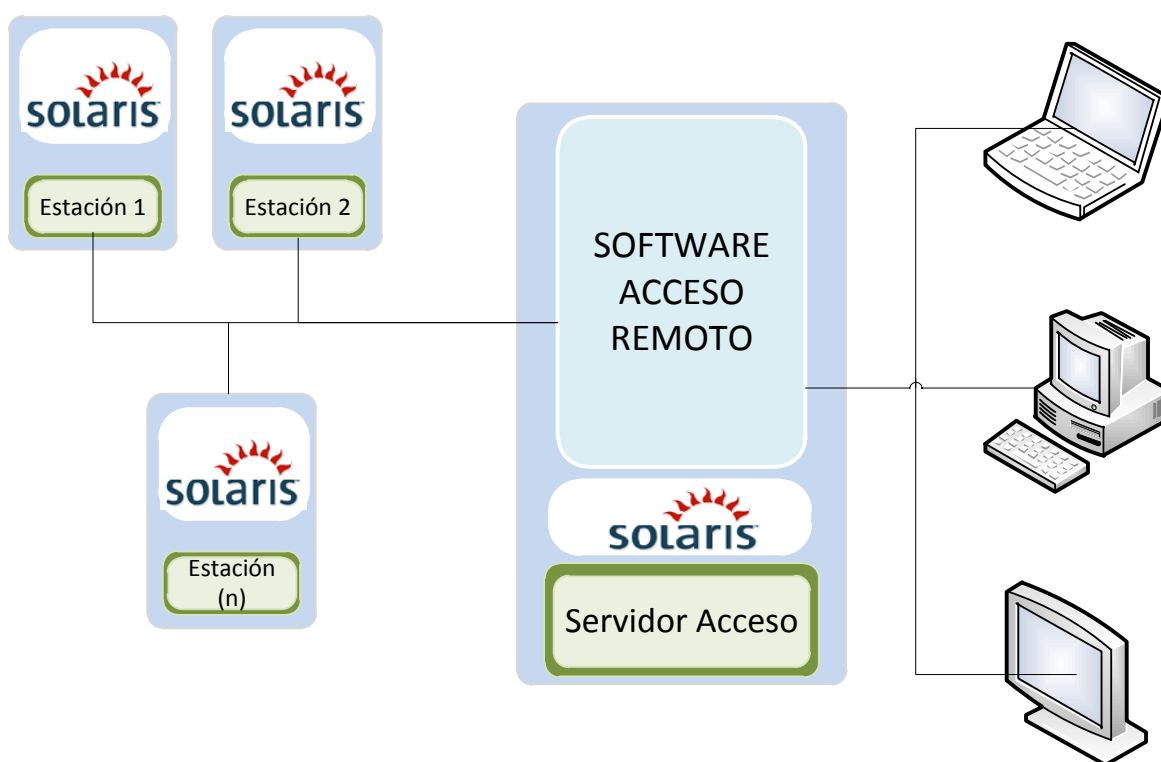 solaris
solaris
Estación 1
Estación 2
SOFTWARE
ACCESO
REMOTO
solaris
Estación
(n)
solaris
Servidor Acceso